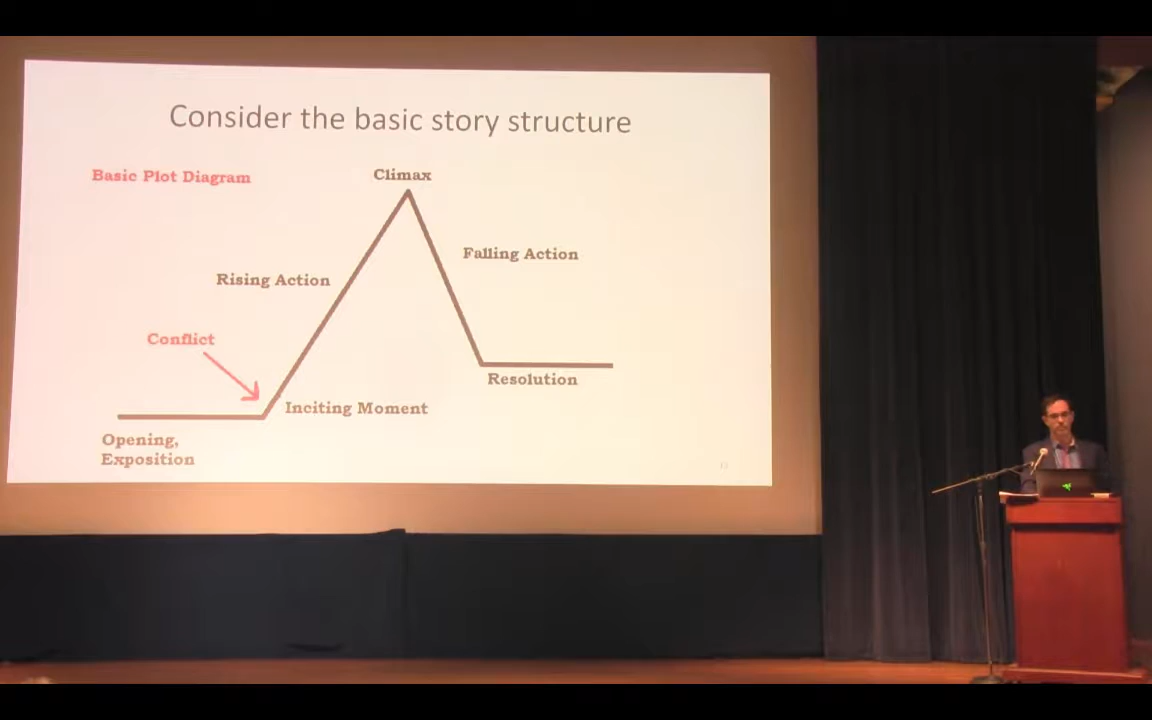 Consider the basic story structure
Basic Plot Diagram
Climax
Falling Action
Rising Action
Conflict
Resolution
Inciting Moment
Opening,
Exposition